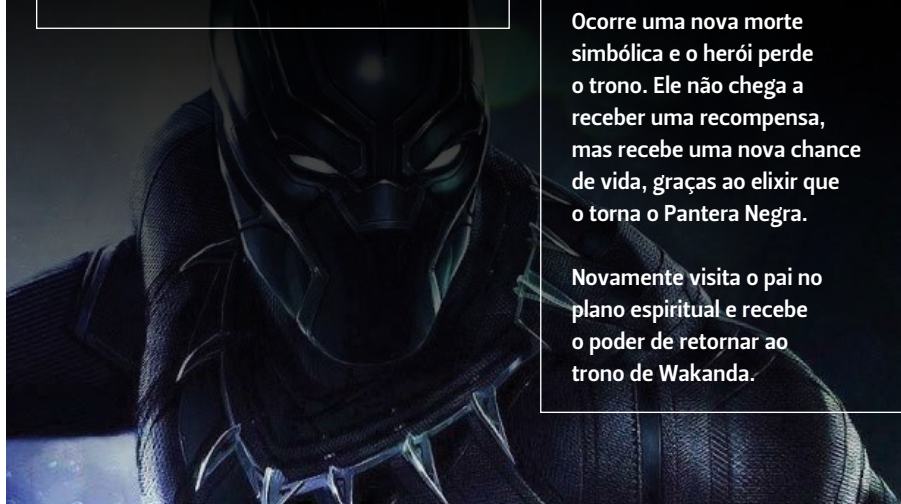 Ocorre uma nova morte
simbólica e o herói perde
o trono. Ele não chega a
receber uma recompensa,
mas recebe uma nova chance
de vida, graças ao elixir que
o torna o Pantera Negra.
Novamente visita o pai no
plano espiritual e recebe
o poder de retornar ao
trono de Wakanda.